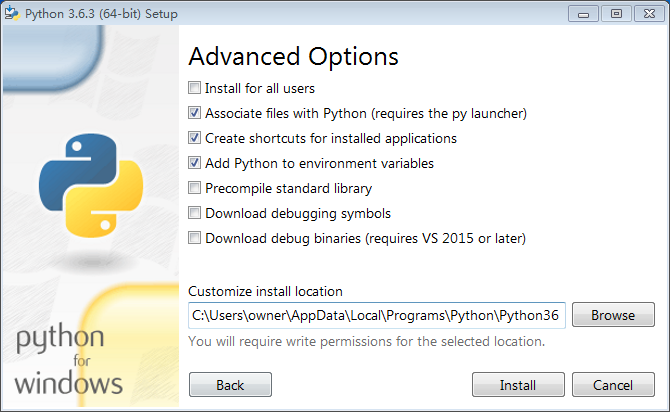 Python 3.6.3 (64-bit) Setup
Advanced Options
Install for all users
Associate files with Python (requires the py launcher)
Create shortcuts for installed applications
Add Python to environment variables
Precompile standard library
Download debugging symbols
Download debug binaries (requires VS 2015 or later)
Customize install location
C:\Users\owner\AppData\Local\Programs\Python\Python36
Browse
You will require write permissions for the selected location.
python
for
windows
Back
Install
Cancel